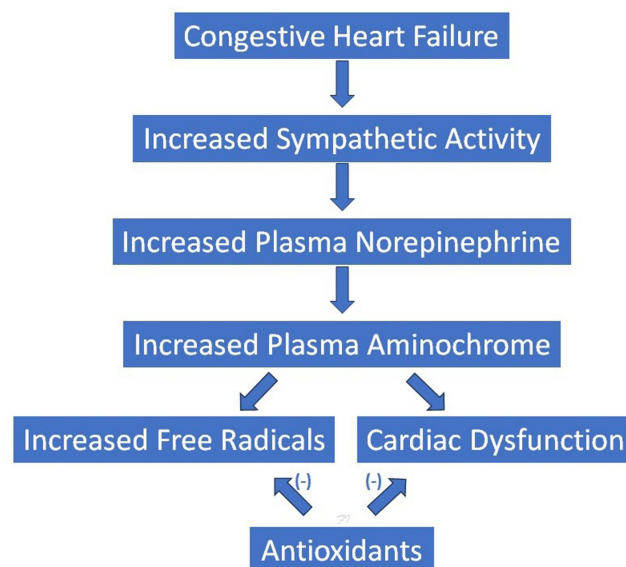 Congestive Heart Failure
Increased Sympathetic Activity
Increased Plasma Norepinephrine
Increased Plasma Aminochrome
Increased Free Radicals
Cardiac Dysfunction
(-)
(-)
Antioxidants